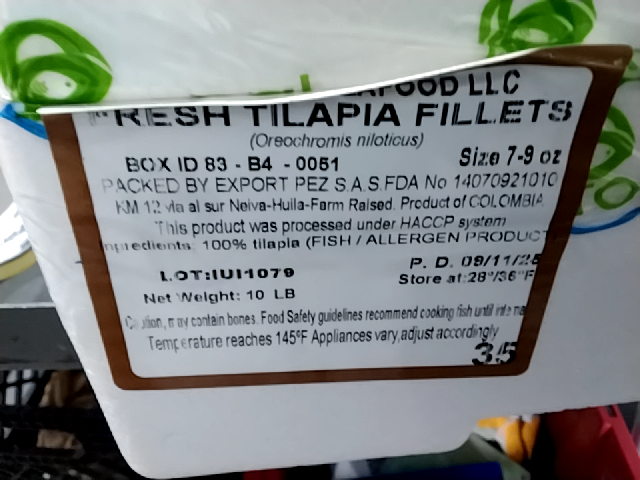 SEAFOOD LLC
FRESH TILAPIA FILLETS
(Oreochromis niloticus)
BOX ID 83 - B4 - 0051 Size 7-9 oz
PACKED BY EXPORT PEZ S.A.S.FDA No 14070921010
KM 12 via al sur Neiva-Huila-Farm Raised. Product of COLOMBIA
This product was processed under HACCP system
Ingredients: 100% tilapia (FISH / ALLERGEN PRODUCT
LOT:IUI1079 P. D. 09/11/25
Net Weight: 10 LB Store at:28°/36°F
Caution, may contain bones. Food Safety guidelines recommend cooking fish until
Temperature reaches 145°F Appliances vary,adjust accordingly
35